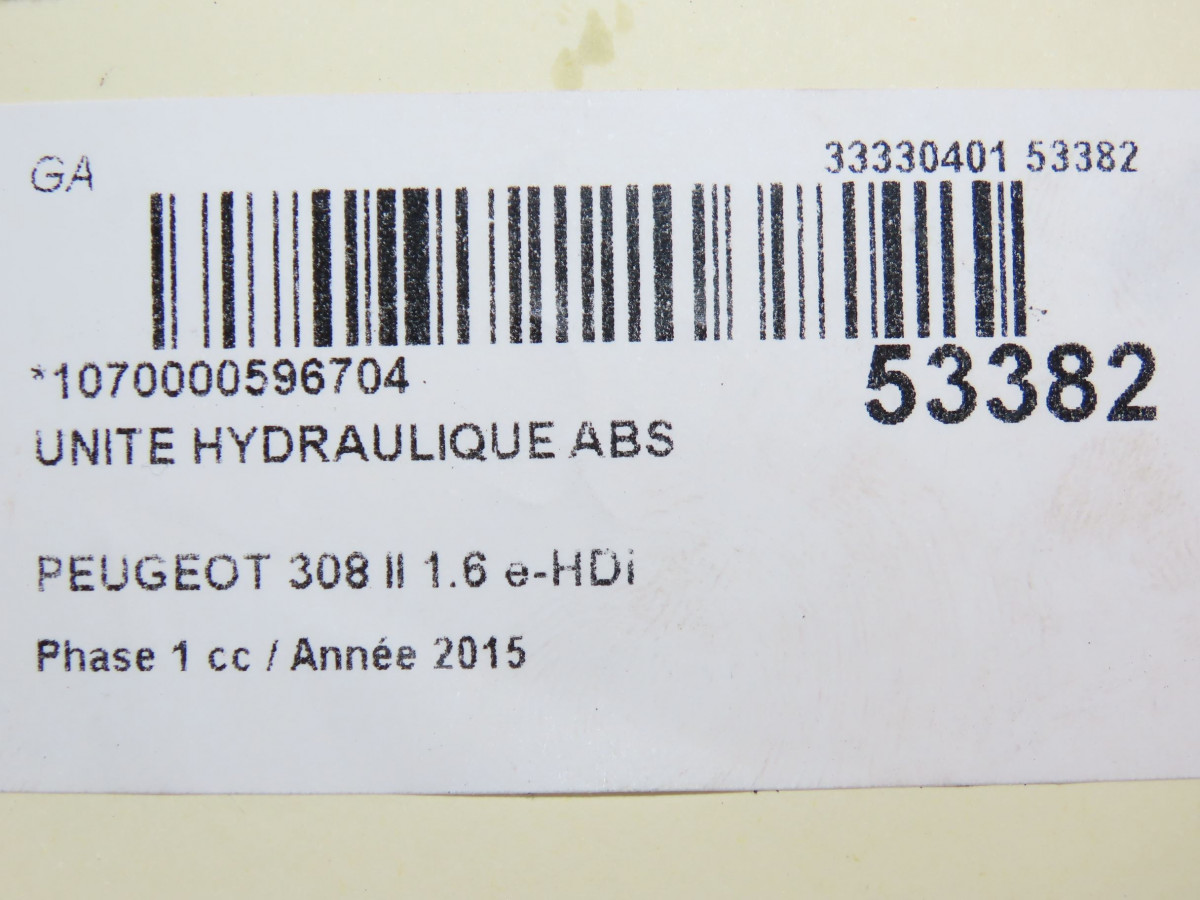 GA
33330401 53382
*1070000596704
53382
UNITE HYDRAULIQUE ABS
PEUGEOT 308 II 1.6 e-HDi
Phase 1 cc / Année 2015